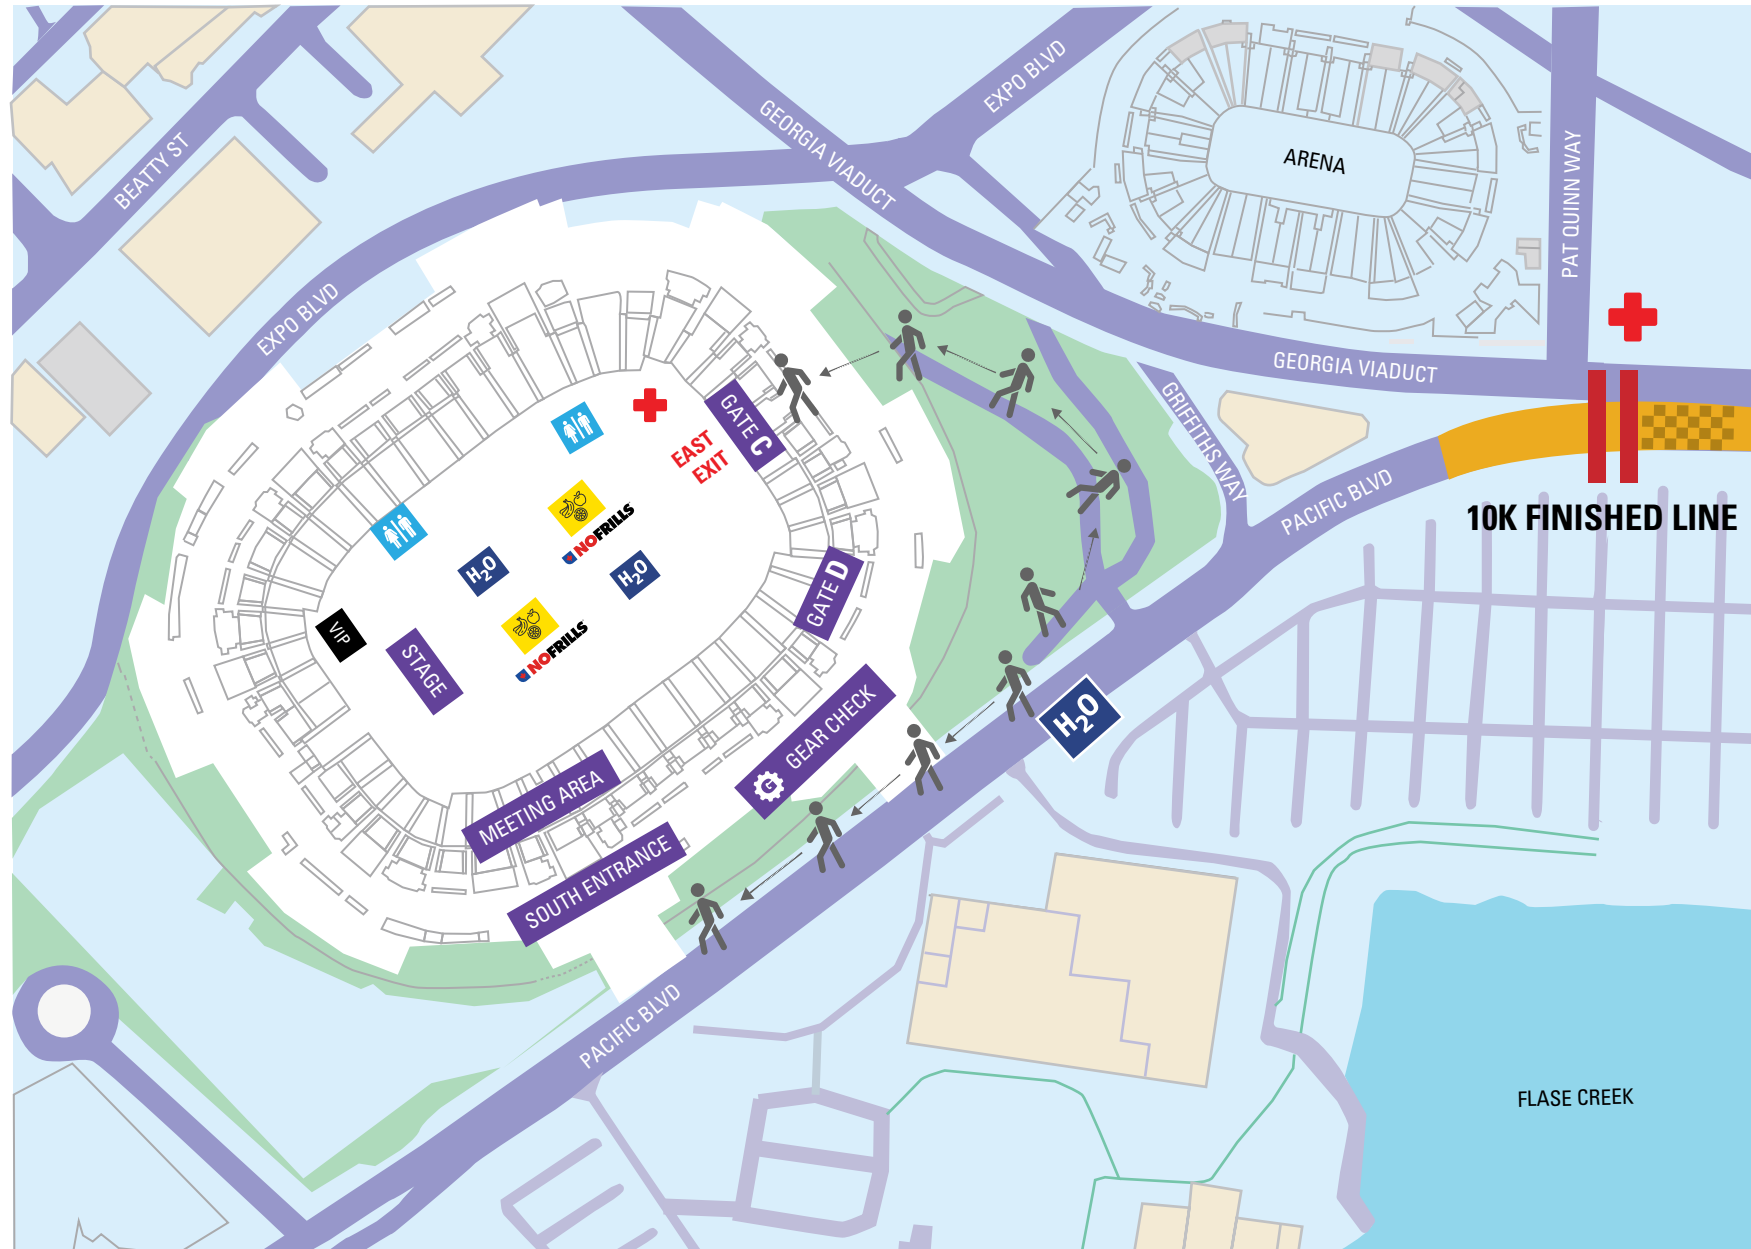 EXPO BLVD
GEORGIA VIADUCT
BEATTY ST
ARENA
PAT QUINN WAY
EXPO BLVD
GEORGIA VIADUCT
GRIFFITHS WAY
GATE C
EAST
EXIT
PACIFIC BLVD
10K FINISHED LINE
NOFRILLS
H2O
H2O
GATE D
VIP
STAGE
NOFRILLS
H2O
G GEAR CHECK
MEETING AREA
SOUTH ENTRANCE
PACIFIC BLVD
FLASE CREEK